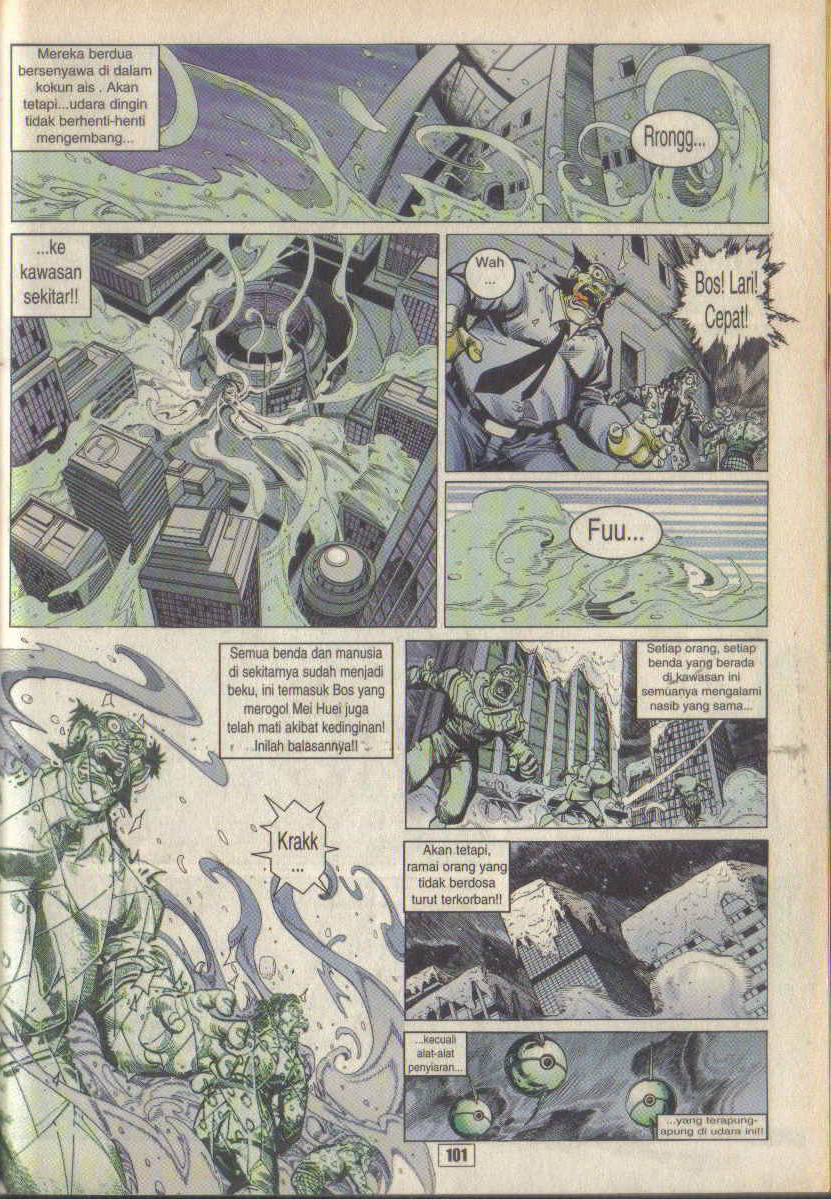 Mereka berdua
bersenyawa di dalam
kokun ais . Akan
tetapi...udara dingin
tidak berhenti-henti
mengembang...
Rrongg...
...ke
kawasan
sekitar!!
Wah
...
Bos! Lari!
Cepat!
Fuu...
Semua benda dan manusia
di sekitarnya sudah menjadi
beku, ini termasuk Bos yang
merogol Mei Huei juga
telah mati akibat kedinginan!
Inilah balasannya!!
Krakk
...
Setiap orang, setiap
benda yang berada
di kawasan ini
semuanya mengalami
nasib yang sama...
Akan tetapi,
ramai orang yang
tidak berdosa
turut terkorban!!
...kecuali
alat-alat
penyiaran...
...yang terapung-
apung di udara ini!!
101